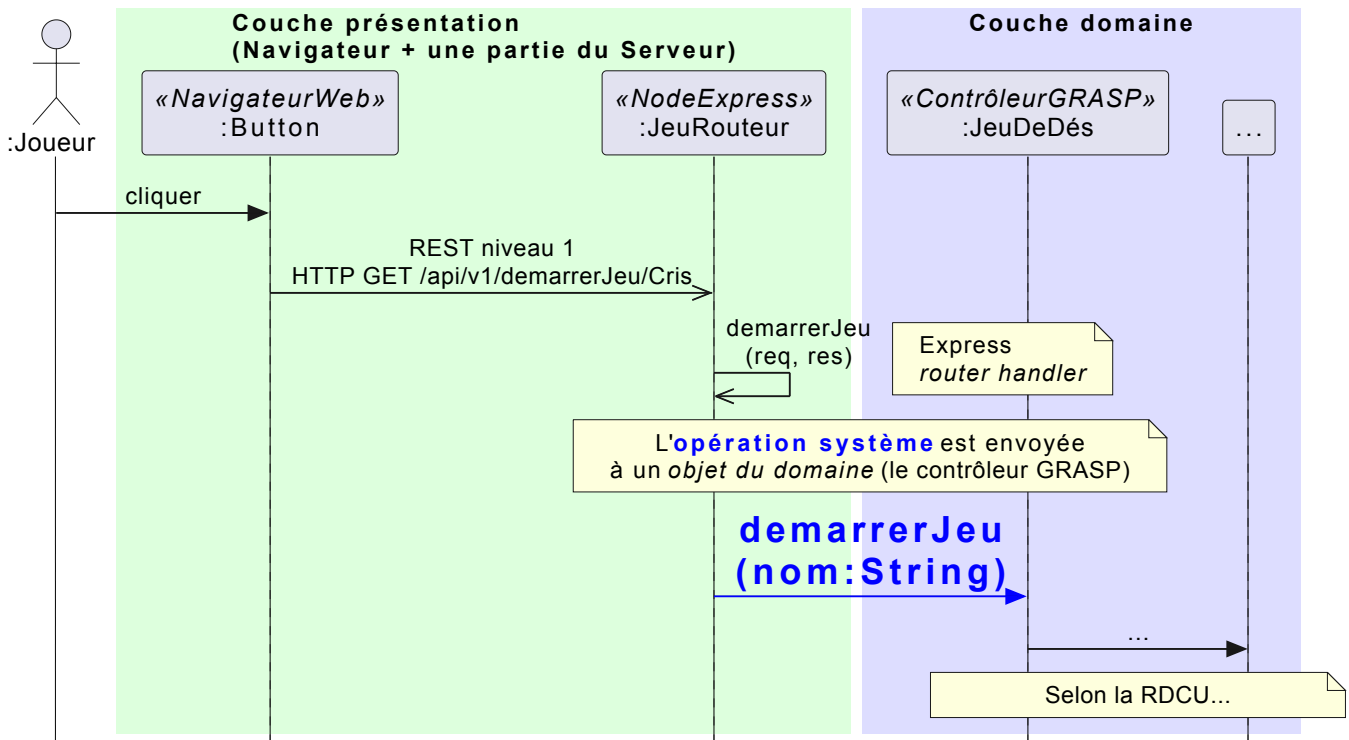 Couche présentation
(Navigateur + une partie du Serveur)
Couche domaine
:Joueur
«NavigateurWeb»
:Button
«NodeExpress»
:JeuRouteur
«ContrôleurGRASP»
:JeuDeDés
...
cliquer
REST niveau 1
HTTP GET /api/v1/demarrerJeu/Cris
demarrerJeu
(req, res)
Express
router handler
L'opération système est envoyée
à un objet du domaine (le contrôleur GRASP)
demarrerJeu
(nom:String)
...
Selon la RDCU...